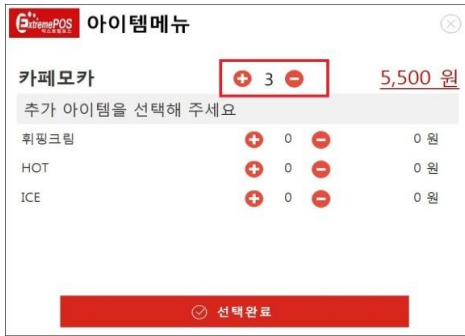 ExtremePOS 아이템메뉴
익스트림포스
카페모카 3 5,500 원
추가 아이템을 선택해 주세요
휘핑크림 0 0 원
HOT 0 0 원
ICE 0 0 원
선택완료